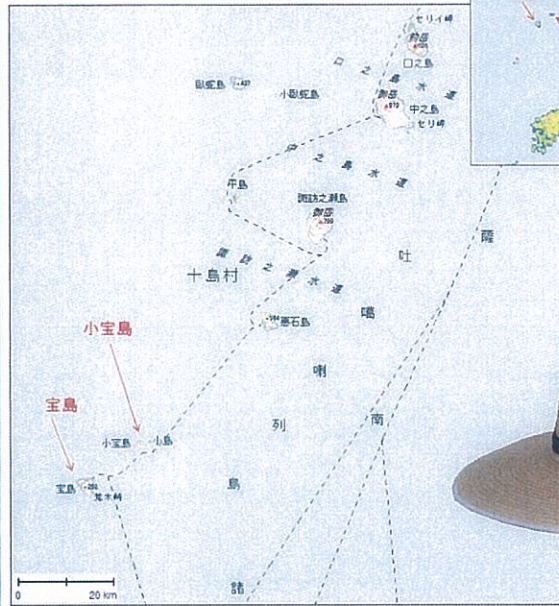 セリイ岬
前岳
口之島
口之島水道
臥蛇島
小臥蛇島
御岳
979
中之島
セリ岬
中之島水道
平島
諏訪之瀬島
御岳
799
諏訪之瀬水道
十島村
悪石島
吐噶喇列島
薩南諸島
小宝島
宝島
小宝島
小島
宝島
荒木崎
0 20 km